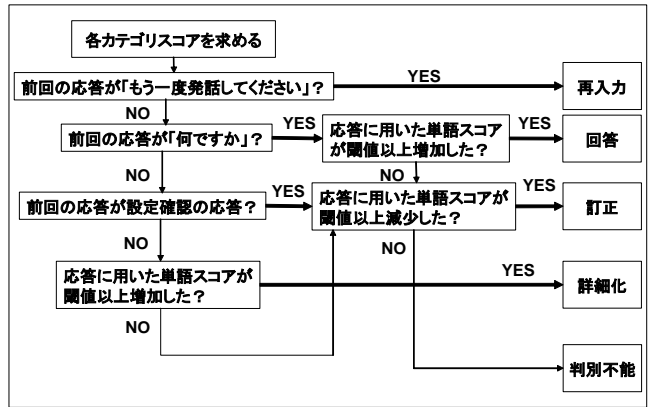 各カテゴリスコアを求める
前回の応答が「もう一度発話してください」？
YES
再入力
NO
前回の応答が「何ですか」？
YES
応答に用いた単語スコア
が閾値以上増加した？
YES
回答
NO
NO
前回の応答が設定確認の応答？
YES
応答に用いた単語スコアが
閾値以上減少した？
YES
訂正
NO
NO
応答に用いた単語スコアが
閾値以上増加した？
YES
詳細化
NO
判別不能